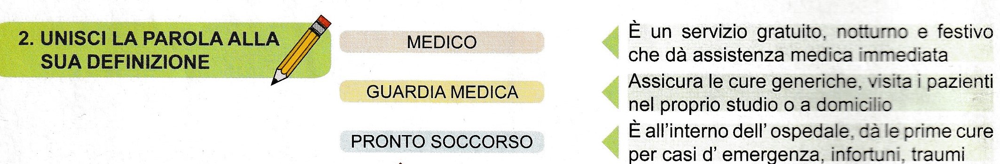 2. UNISCI LA PAROLA ALLA
SUA DEFINIZIONE
MEDICO
GUARDIA MEDICA
PRONTO SOCCORSO
È un servizio gratuito, notturno e festivo
che dà assistenza medica immediata
Assicura le cure generiche, visita i pazienti
nel proprio studio o a domicilio
È all'interno dell' ospedale, dà le prime cure
per casi d' emergenza, infortuni, traumi